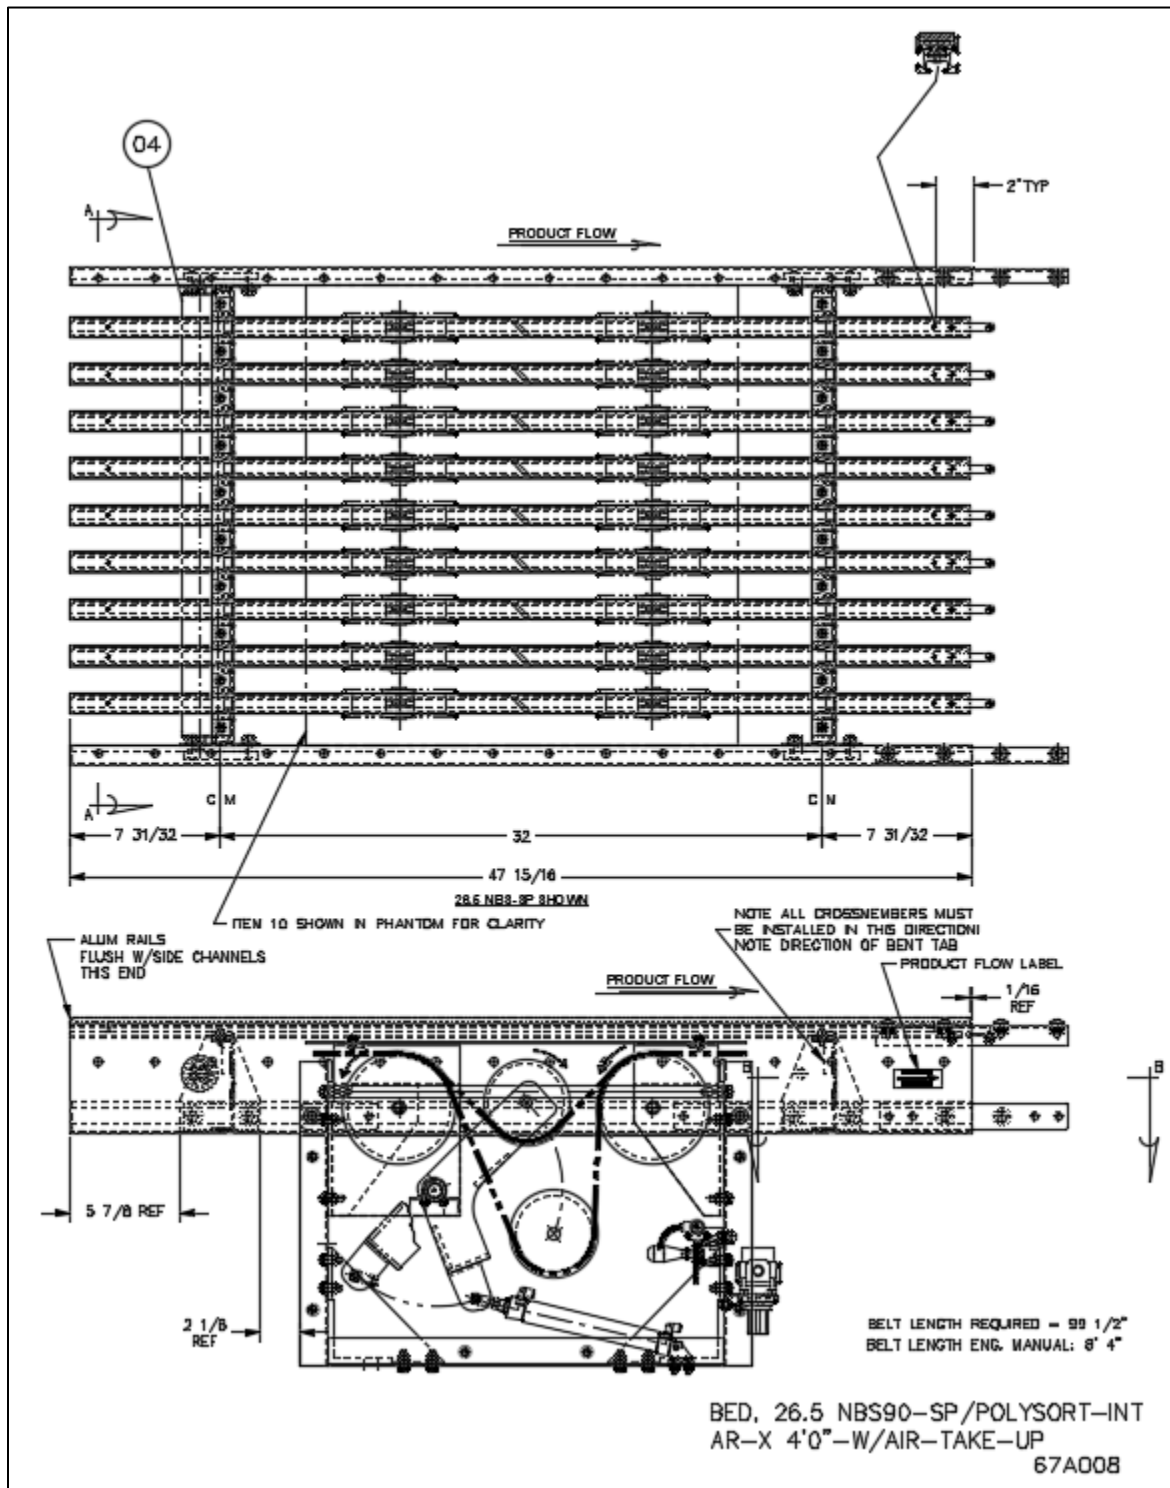 04
2" TYP
A
PRODUCT FLOW
A
C M
C N
7 31/32
32
7 31/32
47 15/16
26.5 NBS-SP SHOWN
ITEM 10 SHOWN IN PHANTOM FOR CLARITY
NOTE ALL CROSSMEMBERS MUST
BE INSTALLED IN THIS DIRECTION!
NOTE DIRECTION OF BENT TAB
ALUM RAILS
FLUSH W/SIDE CHANNELS
THIS END
PRODUCT FLOW LABEL
PRODUCT FLOW
1/16
REF
B
B
5 7/8 REF
2 1/8
REF
BELT LENGTH REQUIRED = 99 1/2"
BELT LENGTH ENG. MANUAL: 8' 4"
BED, 26.5 NBS90-SP/POLYSORT-INT
AR-X 4'0"-W/AIR-TAKE-UP
67A008